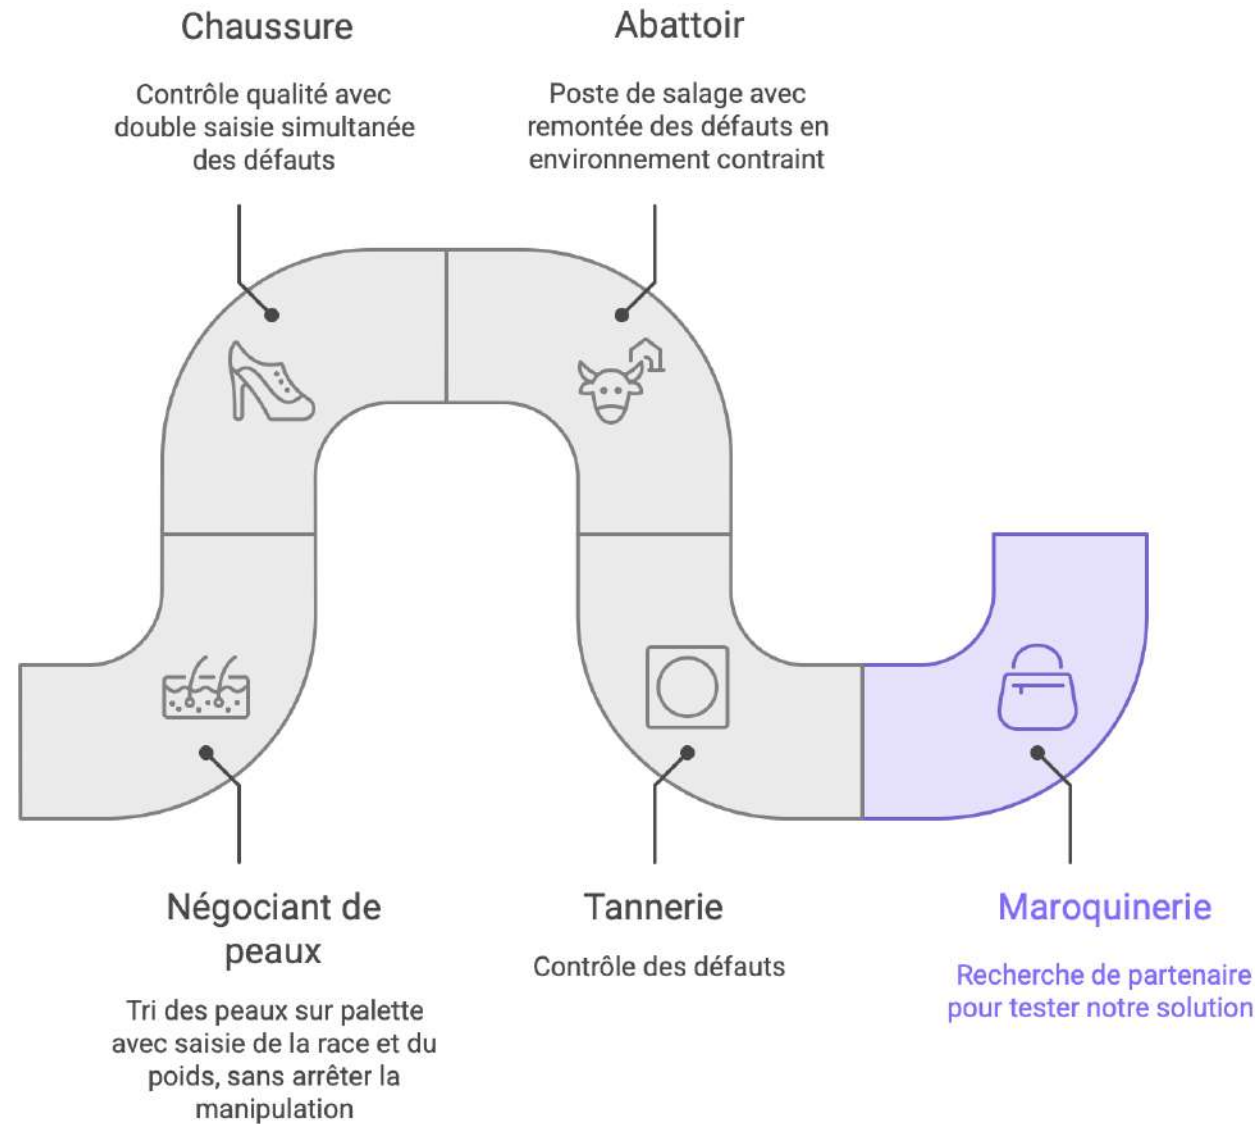 Chaussure
Contrôle qualité avec
double saisie simultanée
des défauts
Abattoir
Poste de salage avec
remontée des défauts en
environnement contraint
Négociant de
peaux
Tri des peaux sur palette
avec saisie de la race et du
poids, sans arrêter la
manipulation
Tannerie
Contrôle des défauts
Maroquinerie
Recherche de partenaire
pour tester notre solution